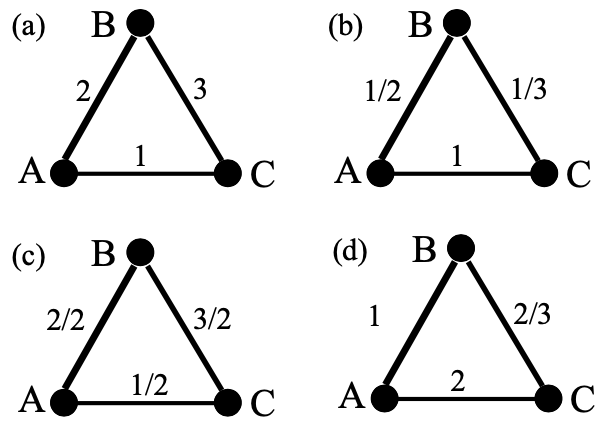 (a) B (b) B
2 3 1/2 1/3
A 1 C A 1 C
(c) B (d) B
2/2 3/2 1 2/3
A 1/2 C A 2 C